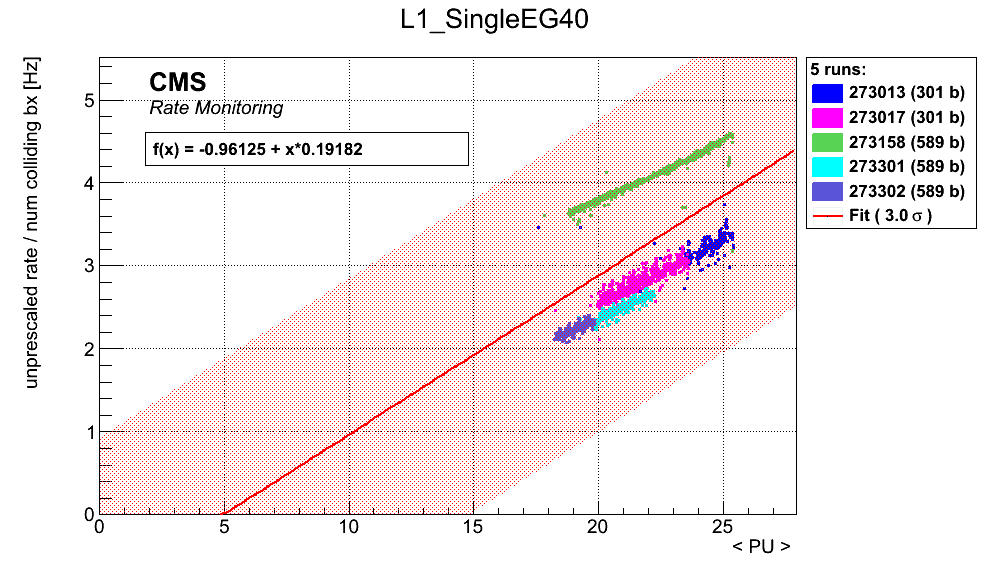 L1_SingleEG40
unprescaled rate / num colliding bx [Hz]
CMS
Rate Monitoring
f(x) = -0.96125 + x*0.19182
5
4
3
2
1
0
0 5 10 15 20 25
< PU >
5 runs:
273013 (301 b)
273017 (301 b)
273158 (589 b)
273301 (589 b)
273302 (589 b)
Fit ( 3.0 σ )